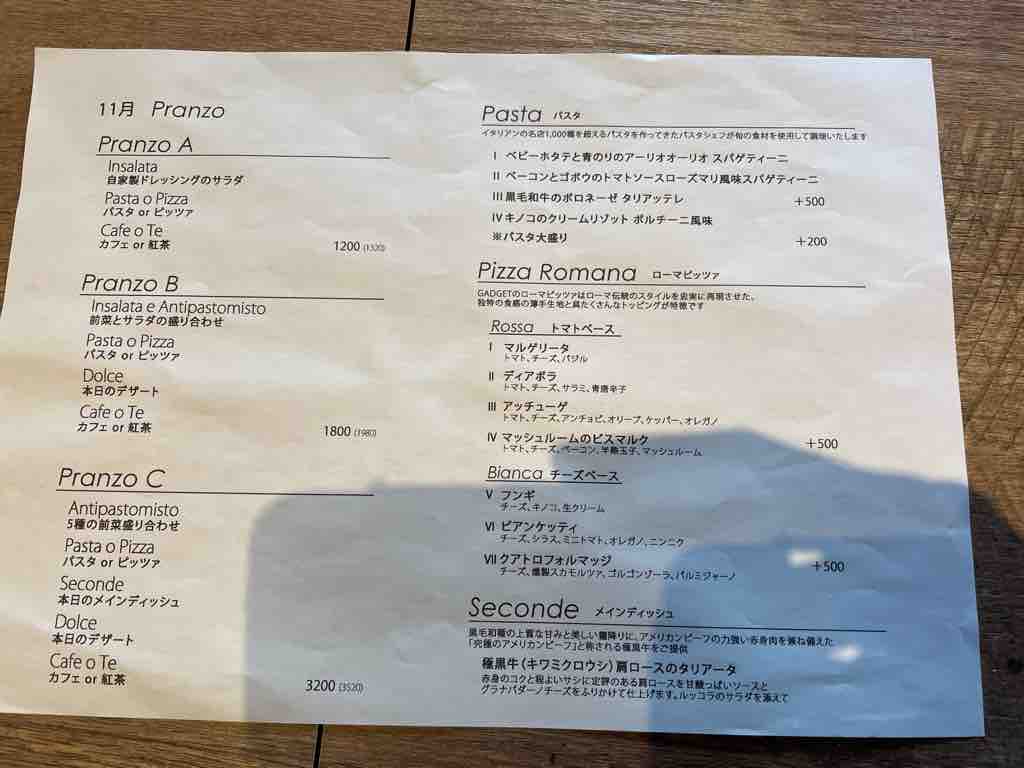 11月 Pranzo
Pranzo A
Insalata
自家製ドレッシングのサラダ
Pasta o Pizza
パスタ or ピッツァ
Cafe o Te
カフェ or 紅茶
1200 (1320)
Pranzo B
Insalata e Antipastomisto
前菜とサラダの盛り合わせ
Pasta o Pizza
パスタ or ピッツァ
Dolce
本日のデザート
Cafe o Te
カフェ or 紅茶
1800 (1980)
Pranzo C
Antipastomisto
5種の前菜盛り合わせ
Pasta o Pizza
パスタ or ピッツァ
Seconde
本日のメインディッシュ
Dolce
本日のデザート
Cafe o Te
カフェ or 紅茶
3200 (3520)
Pasta パスタ
イタリアンの名店1,000種を超えるパスタを作ってきたパスタシェフが旬の食材を使用して調理いたします
I ベビーホタテと青のりのアーリオオーリオ スパゲティーニ
II ベーコンとゴボウのトマトソースローズマリ風味スパゲティーニ
III 黒毛和牛のボロネーゼ タリアッテレ +500
IV キノコのクリームリゾット ポルチーニ風味
※パスタ大盛り +200
Pizza Romana ローマピッツァ
GADGETのローマピッツァはローマ伝統のスタイルを忠実に再現させた、
独特の食感の薄手生地と具だくさんなトッピングが特徴です
Rossa トマトベース
I マルゲリータ
トマト、チーズ、バジル
II ディアボラ
トマト、チーズ、サラミ、青唐辛子
III アッチューゲ
トマト、チーズ、アンチョビ、オリーブ、ケッパー、オレガノ
IV マッシュルームのビスマルク +500
トマト、チーズ、ベーコン、半熟玉子、マッシュルーム
Bianca チーズベース
V フンギ
チーズ、キノコ、生クリーム
VI ビアンケッティ
チーズ、シラス、ミニトマト、オレガノ、ニンニク
VII クアトロフォルマッジ +500
チーズ、燻製スカモルツァ、ゴルゴンゾーラ、パルミジャーノ
Seconde メインディッシュ
黒毛和種の上質な甘みと美しい霜降りに、アメリカンビーフの力強い赤身肉を兼ね備えた
「究極のアメリカンビーフ」と称される極黒牛をご提供
極黒牛(キワミクロウシ)肩ロースのタリアータ
赤身のコクと程よいサシに定評のある肩ロースを甘酸っぱいソースと
グラナパダーノチーズをふりかけて仕上げます。ルッコラのサラダを添えて